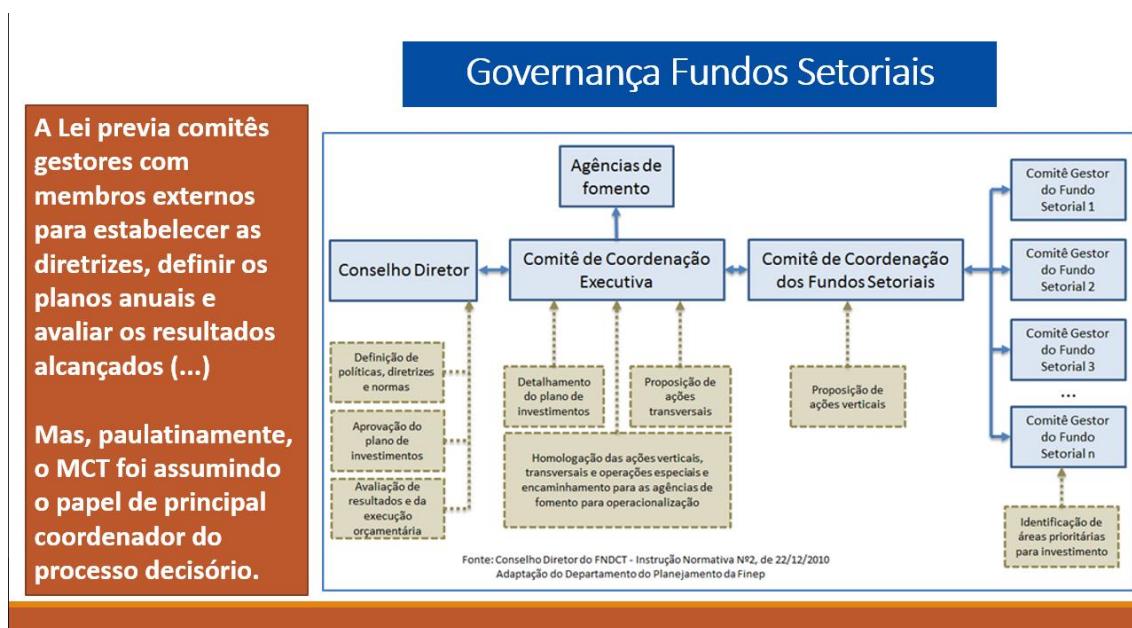 Governança Fundos Setoriais
A Lei previa comitês
gestores com
membros externos
para estabelecer as
diretrizes, definir os
planos anuais e
avaliar os resultados
alcançados (...)
Mas, paulatinamente,
o MCT foi assumindo
o papel de principal
coordenador do
processo decisório.
Agências de
fomento
Conselho Diretor
Comitê de Coordenação
Executiva
Comitê de Coordenação
dos Fundos Setoriais
Comitê Gestor
do Fundo
Setorial 1
Comitê Gestor
do Fundo
Setorial 2
Comitê Gestor
do Fundo
Setorial 3
...
Comitê Gestor
do Fundo
Setorial n
Definição de
políticas, diretrizes
e normas
Aprovação do
plano de
investimentos
Avaliação de
resultados e da
execução
orçamentária
Detalhamento
do plano de
investimentos
Proposição de
ações
transversais
Homologação das ações verticais,
transversais e operações especiais e
encaminhamento para as agências de
fomento para operacionalização
Proposição de
ações verticais
Identificação de
áreas prioritárias
para investimento
Fonte: Conselho Diretor do FNDCT - Instrução Normativa Nº2, de 22/12/2010
Adaptação do Departamento do Planejamento da Finep